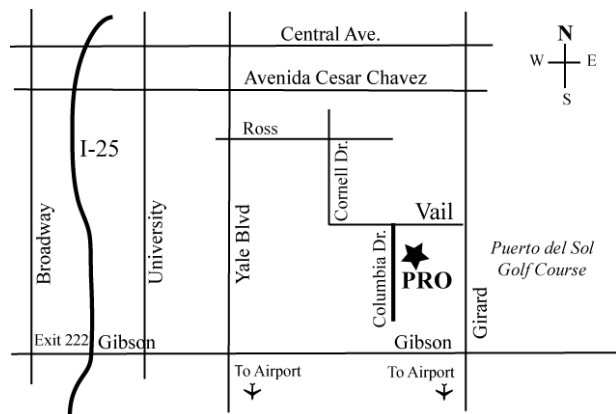 Central Ave.
N
W E
S
Avenida Cesar Chavez
Ross
I-25
Cornell Dr.
Vail
Broadway
University
Yale Blvd
Columbia Dr.
PRO
Girard
Puerto del Sol
Golf Course
Exit 222 Gibson
Gibson
To Airport
To Airport